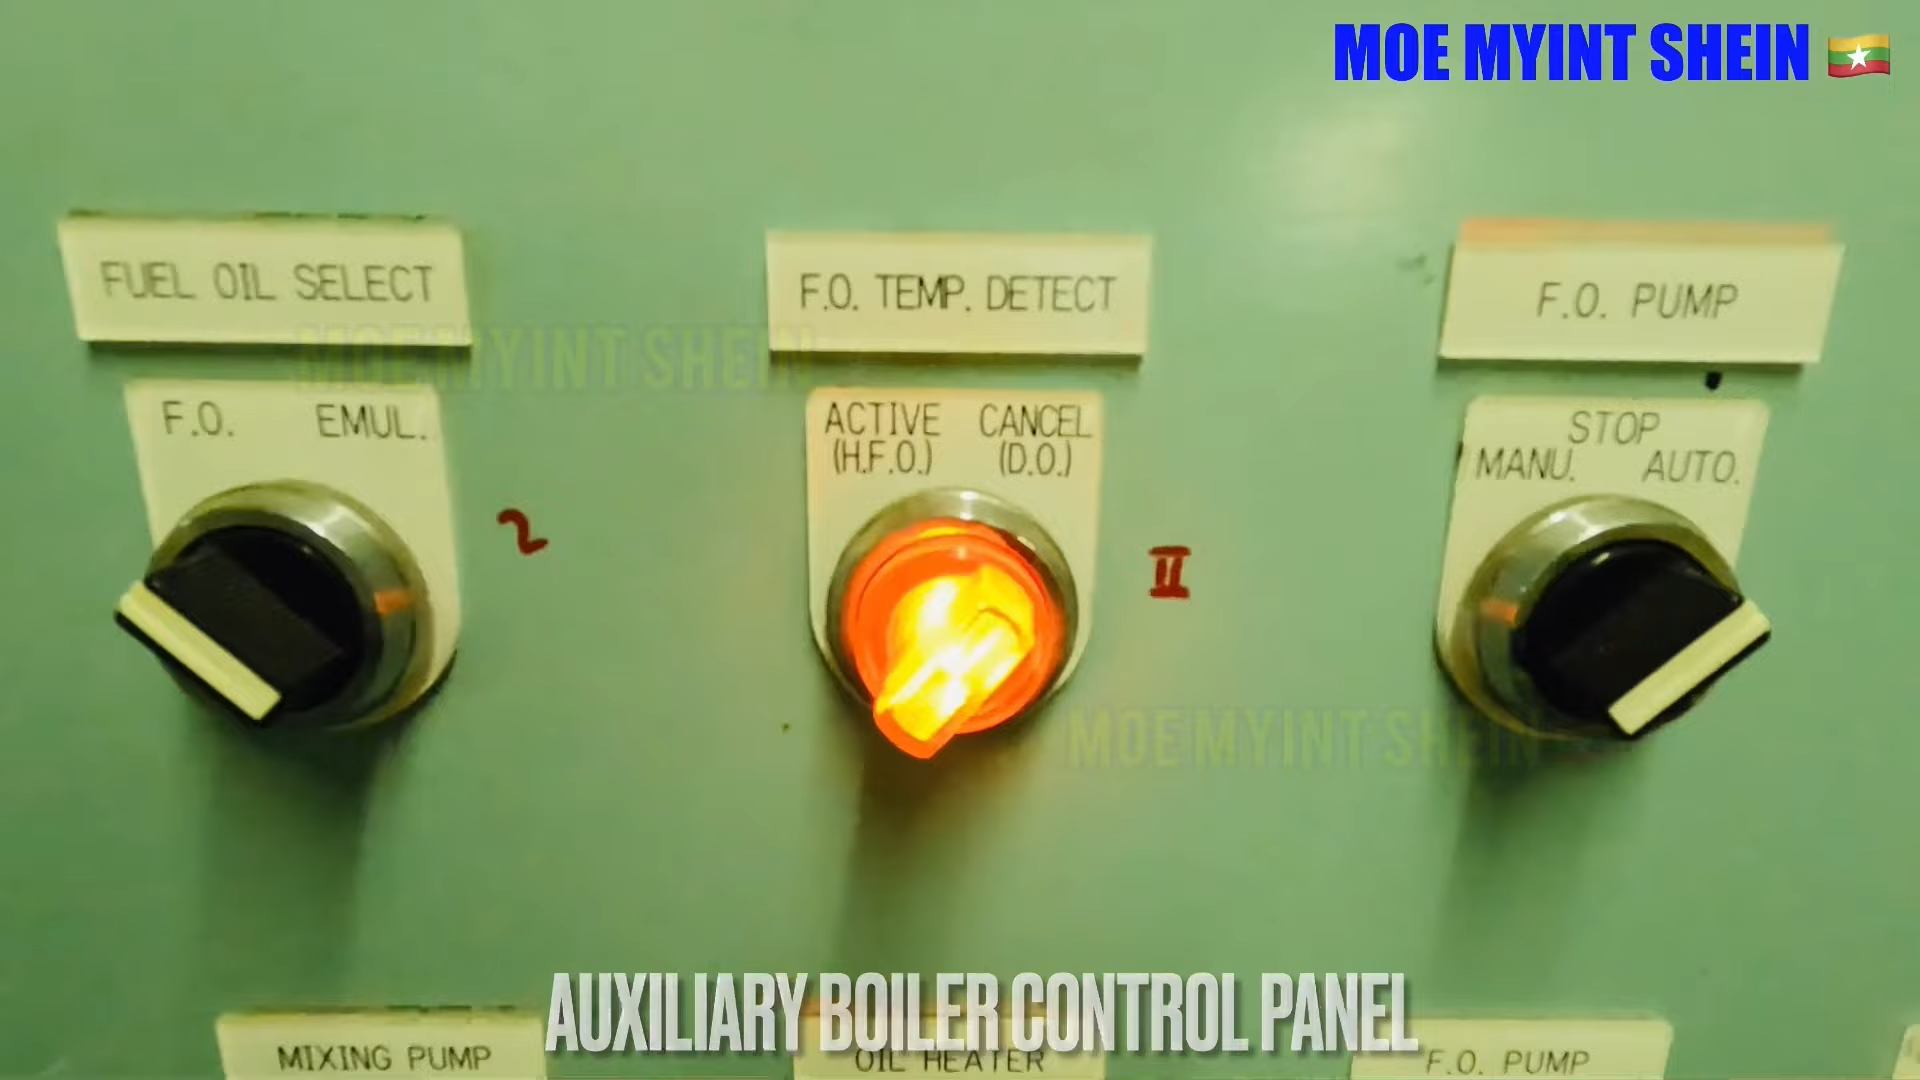 MOE MYINT SHEIN 🇲🇲
FUEL OIL SELECT
F.O. TEMP. DETECT
F.O. PUMP
MOE MYINT SHEIN
F.O. EMUL.
ACTIVE CANCEL
(H.F.O.) (D.O.)
STOP
MANU. AUTO.
2
II
MOE MYINT SHEIN
AUXILIARY BOILER CONTROL PANEL
MIXING PUMP
OIL HEATER
F.O. PUMP